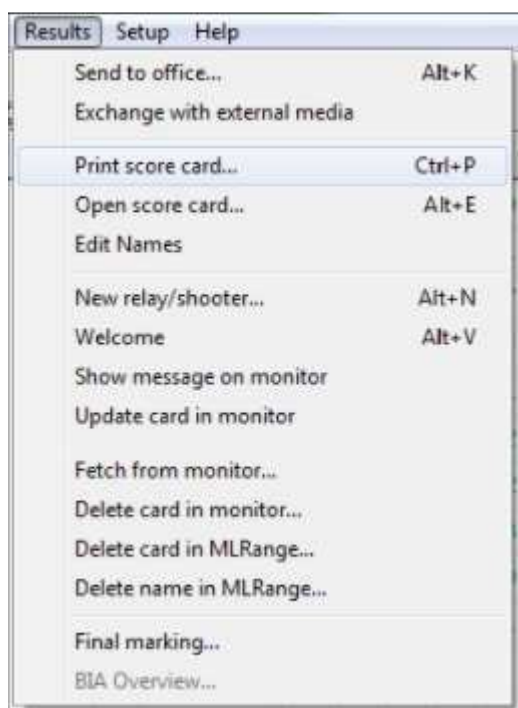 Results Setup Help
Send to office... Alt+K
Exchange with external media
Print score card... Ctrl+P
Open score card... Alt+E
Edit Names
New relay/shooter... Alt+N
Welcome Alt+V
Show message on monitor
Update card in monitor
Fetch from monitor...
Delete card in monitor...
Delete card in MLRange...
Delete name in MLRange...
Final marking...
BIA Overview...